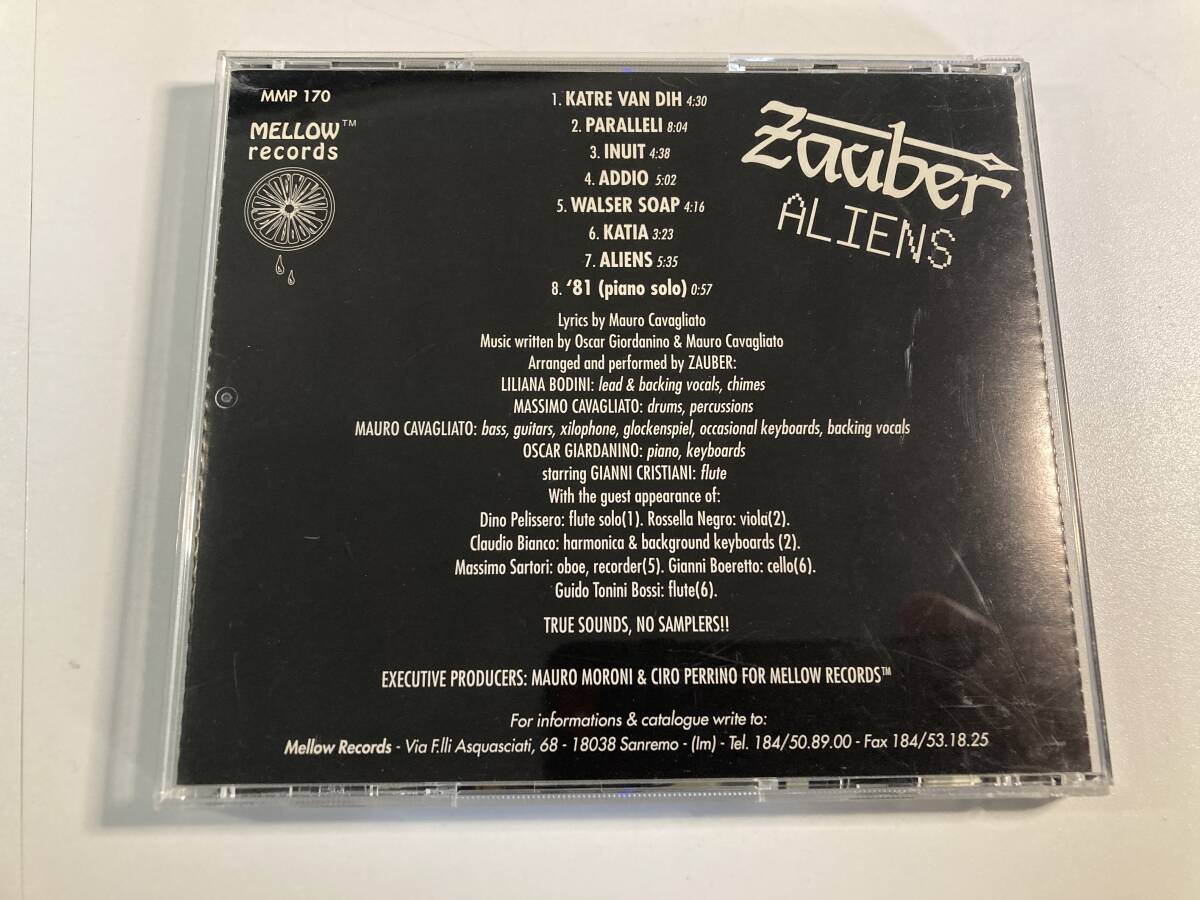 MMP 170
MELLOW™
records
1. KATRE VAN DIH 4:30
2. PARALLELI 8:04
3. INUIT 4:38
4. ADDIO 5:02
5. WALSER SOAP 4:16
6. KATIA 3:23
7. ALIENS 5:35
8. ‘81 (piano solo) 0:57
Zauber
ALIENS
Lyrics by Mauro Cavagliato
Music written by Oscar Giordanino & Mauro Cavagliato
Arranged and performed by ZAUBER:
LILIANA BODINI: lead & backing vocals, chimes
MASSIMO CAVAGLIATO: drums, percussions
MAURO CAVAGLIATO: bass, guitars, xilophone, glockenspiel, occasional keyboards, backing vocals
OSCAR GIARDANINO: piano, keyboards
starring GIANNI CRISTIANI: flute
With the guest appearance of:
Dino Pelissero: flute solo(1). Rossella Negro: viola(2).
Claudio Bianco: harmonica & background keyboards (2).
Massimo Sartori: oboe, recorder(5). Gianni Boeretto: cello(6).
Guido Tonini Bossi: flute(6).
TRUE SOUNDS, NO SAMPLERS!!
EXECUTIVE PRODUCERS: MAURO MORONI & CIRO PERRINO FOR MELLOW RECORDS™
For informations & catalogue write to:
Mellow Records - Via F.lli Asquasciati, 68 - 18038 Sanremo - (Im) - Tel. 184/50.89.00 - Fax 184/53.18.25